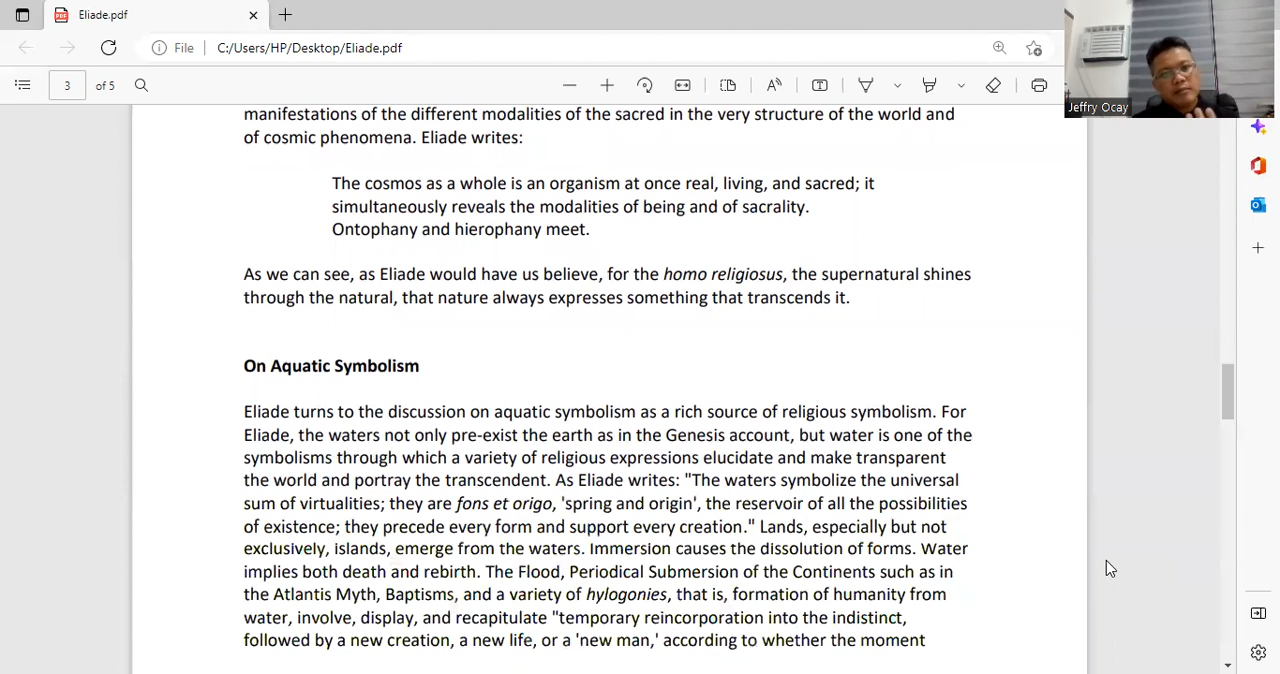 Eliade.pdf
File
C:/Users/HP/Desktop/Eliade.pdf
3
of 5
Jeffry Ocay
manifestations of the different modalities of the sacred in the very structure of the world and
of cosmic phenomena. Eliade writes:
The cosmos as a whole is an organism at once real, living, and sacred; it
simultaneously reveals the modalities of being and of sacrality.
Ontophany and hierophany meet.
As we can see, as Eliade would have us believe, for the homo religiosus, the supernatural shines
through the natural, that nature always expresses something that transcends it.
On Aquatic Symbolism
Eliade turns to the discussion on aquatic symbolism as a rich source of religious symbolism. For
Eliade, the waters not only pre-exist the earth as in the Genesis account, but water is one of the
symbolisms through which a variety of religious expressions elucidate and make transparent
the world and portray the transcendent. As Eliade writes: "The waters symbolize the universal
sum of virtualities; they are fons et origo, 'spring and origin', the reservoir of all the possibilities
of existence; they precede every form and support every creation." Lands, especially but not
exclusively, islands, emerge from the waters. Immersion causes the dissolution of forms. Water
implies both death and rebirth. The Flood, Periodical Submersion of the Continents such as in
the Atlantis Myth, Baptisms, and a variety of hylogonies, that is, formation of humanity from
water, involve, display, and recapitulate "temporary reincorporation into the indistinct,
followed by a new creation, a new life, or a 'new man,' according to whether the moment